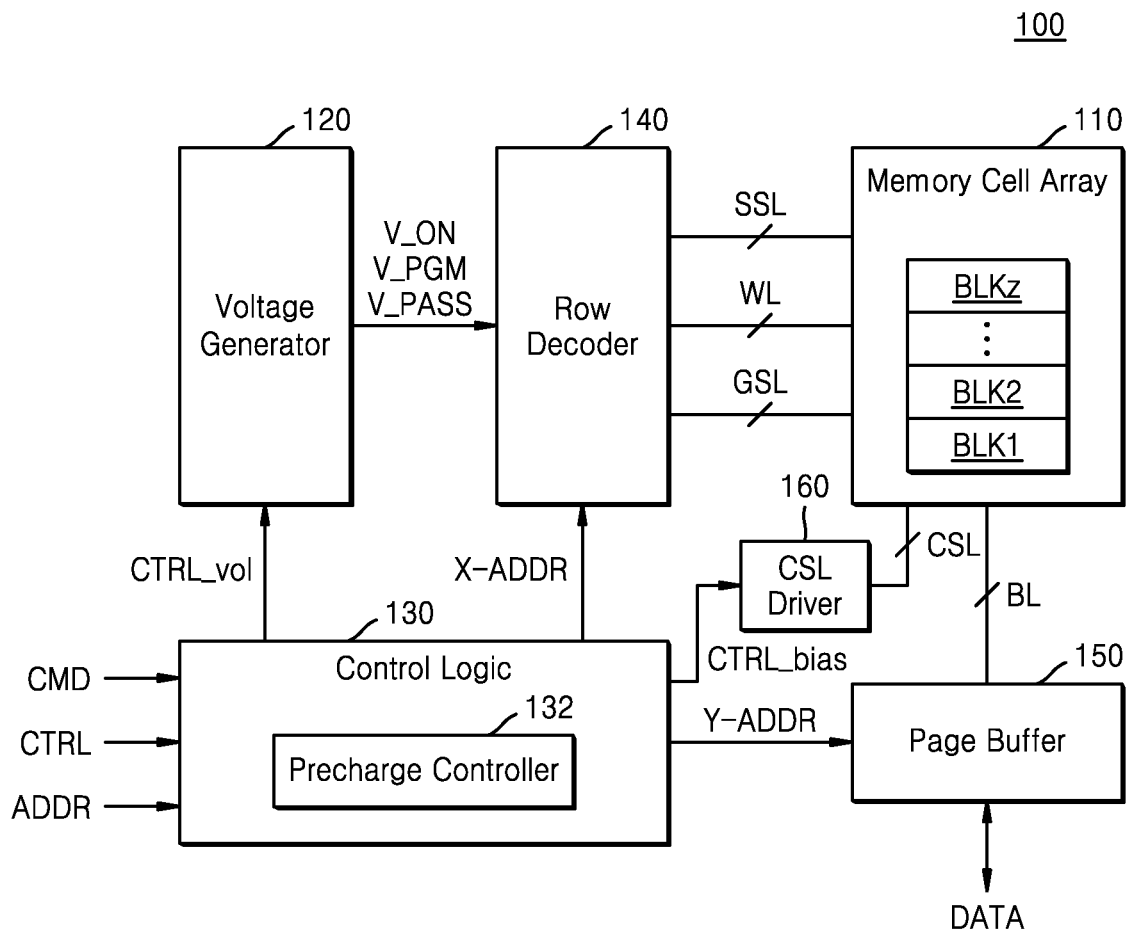 100
120
140
110
Memory Cell Array
SSL
V_ON
V_PGM
V_PASS
Voltage
Generator
Row
Decoder
WL
GSL
BLKz
⋮
BLK2
BLK1
160
CTRL_vol
X-ADDR
CSL
Driver
CSL
BL
130
Control Logic
CTRL_bias
150
CMD
CTRL
ADDR
132
Precharge Controller
Y-ADDR
Page Buffer
DATA